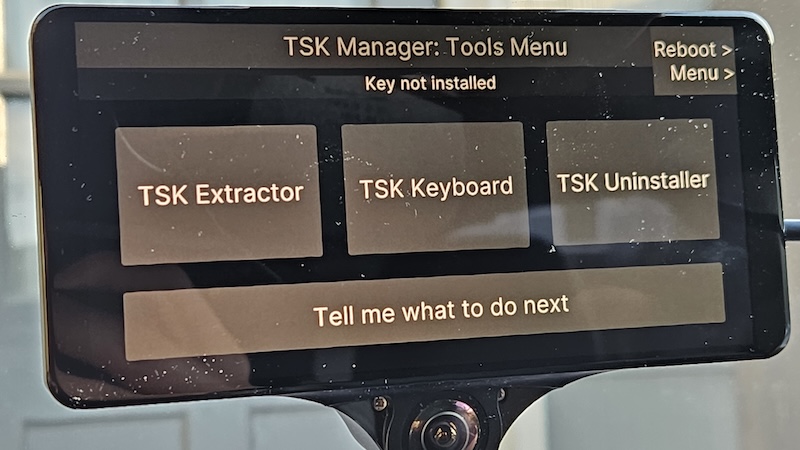 TSK Manager: Tools Menu
Reboot >
Menu >
Key not installed
TSK Extractor
TSK Keyboard
TSK Uninstaller
Tell me what to do next